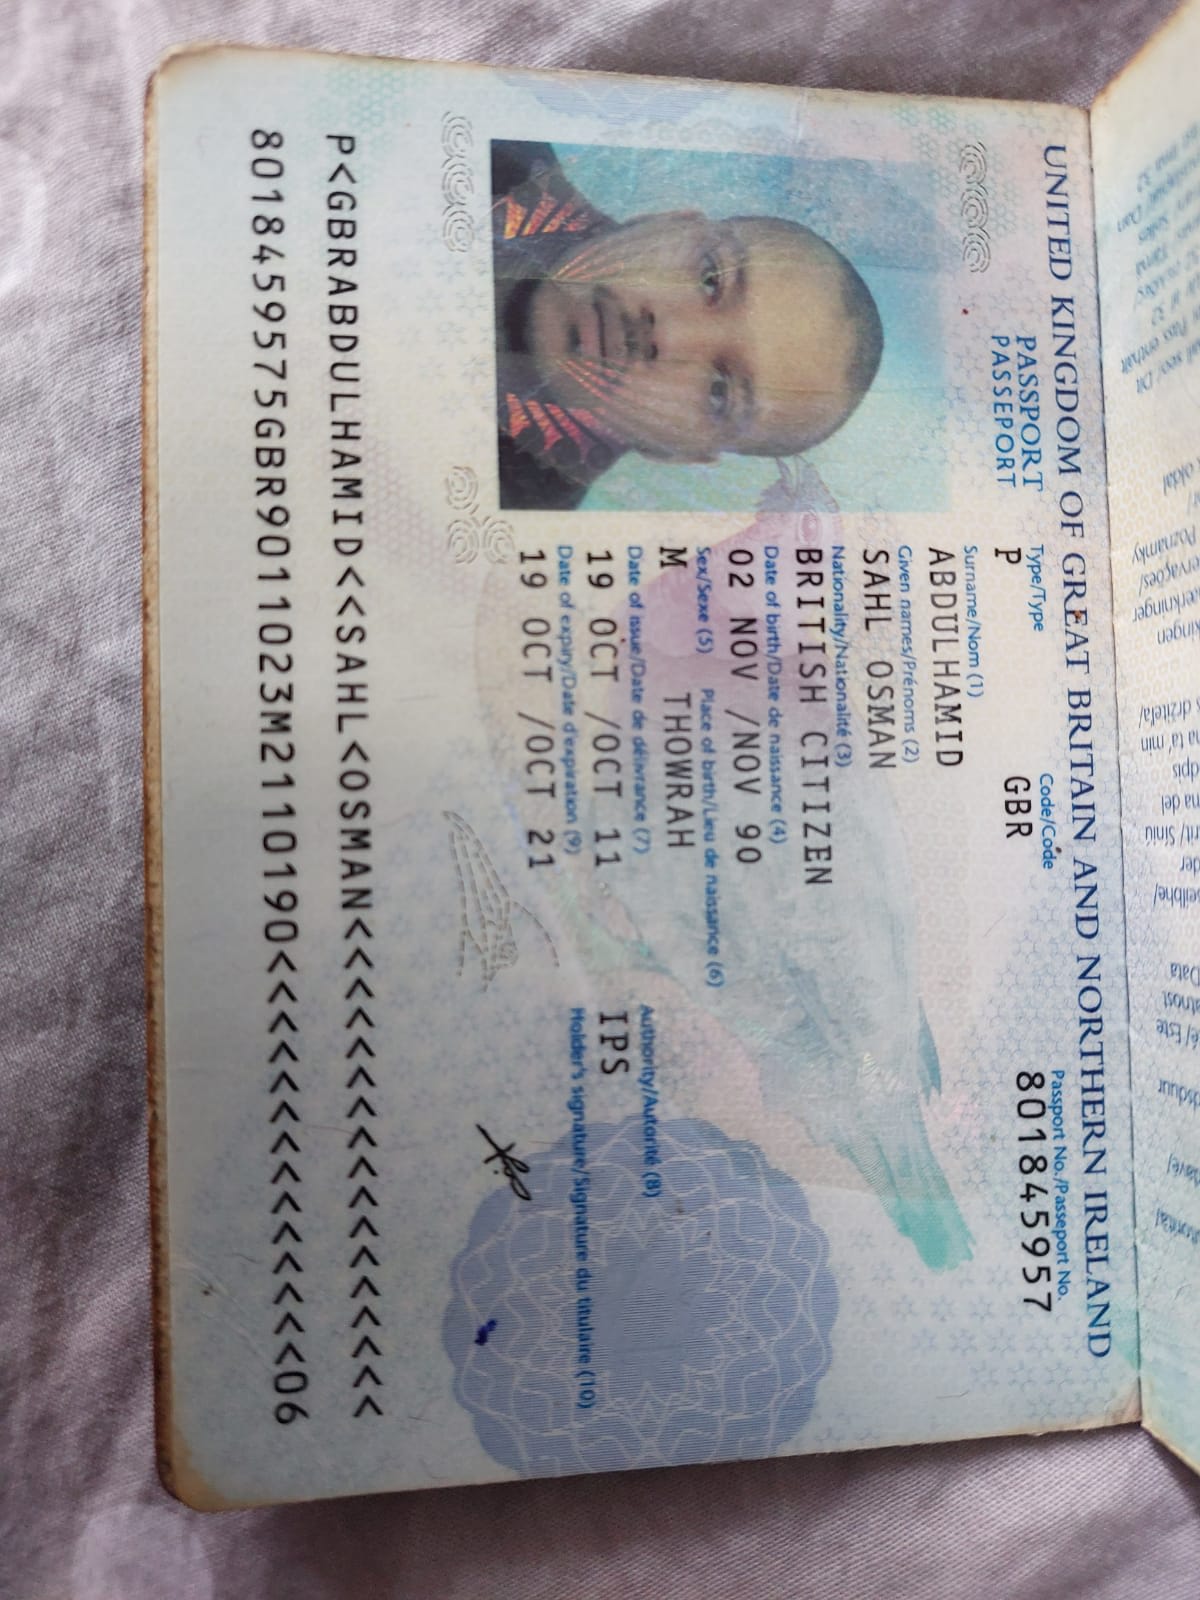 UNITED KINGDOM OF GREAT BRITAIN AND NORTHERN IRELAND
PASSPORT
PASSEPORT
Type/Type
P
Code/Code
GBR
Passport No./Passeport No.
801845957
Surname/Nom (1)
ABDULHAMID
Given names/Prénoms (2)
SAHL OSMAN
Nationality/Nationalité (3)
BRITISH CITIZEN
Date of birth/Date de naissance (4)
02 NOV /NOV 90
Sex/Sexe (5)
M
Place of birth/Lieu de naissance (6)
THOWRAH
Date of issue/Date de délivrance (7)
19 OCT /OCT 11
Authority/Autorité (8)
IPS
Date of expiry/Date d'expiration (9)
19 OCT /OCT 21
Holder's signature/Signature du titulaire (10)
P<GBRABDULHAMID<<SAHL<OSMAN<<<<<<<<<<<<<<<<<
8018459575GBR9011023M2110190<<<<<<<<<<<<<<06